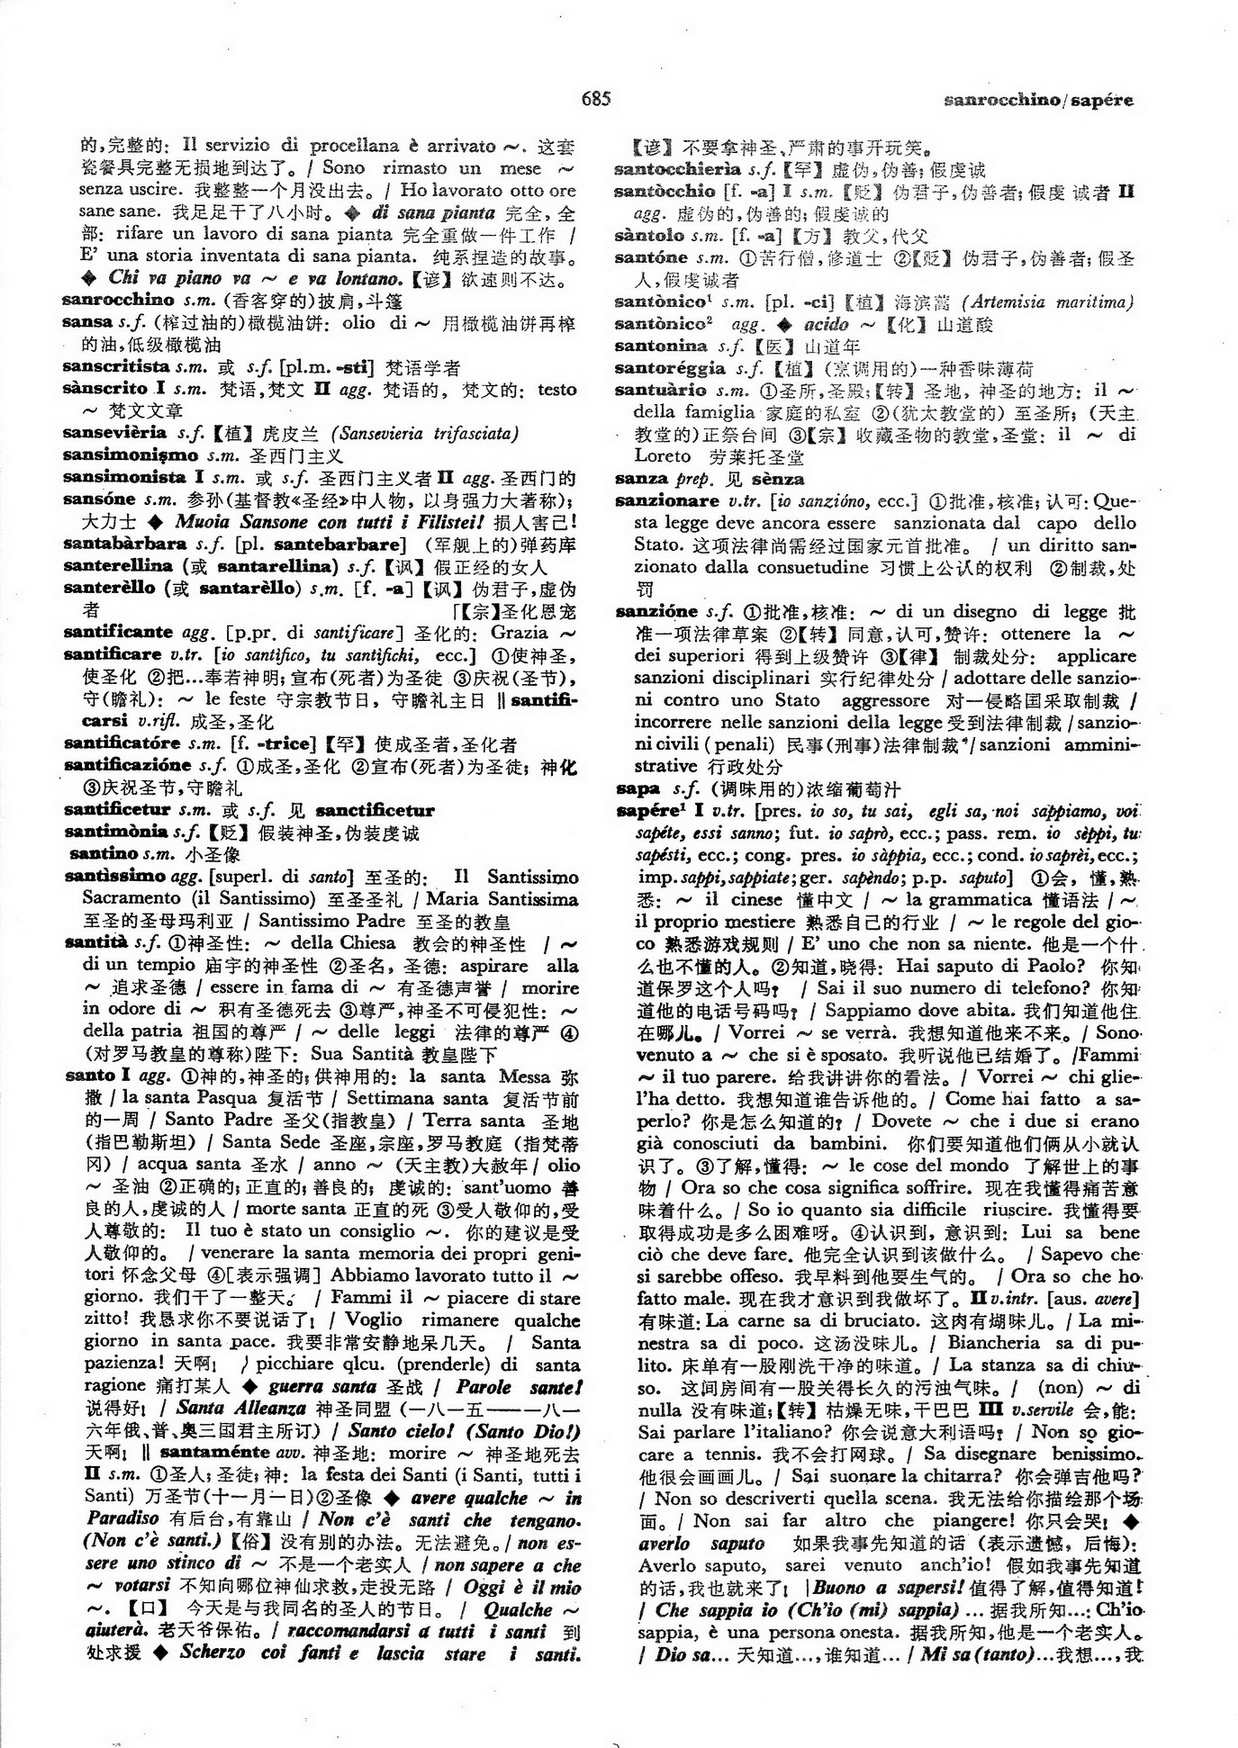 685
sanrocchino/sapére
的,完整的: Il servizio di procellana è arrivato ～. 这套
瓷餐具完整无损地到达了。/ Sono rimasto un mese ～
senza uscire. 我整整一个月没出去。/ Ho lavorato otto ore
sane sane. 我足足干了八小时。◆ di sana pianta 完全, 全
部: rifare un lavoro di sana pianta 完全重做一件工作 /
E' una storia inventata di sana pianta. 纯系捏造的故事。
◆ Chi va piano va ～ e va lontano.【谚】欲速则不达。
sanrocchino s.m. (香客穿的)披肩,斗篷
sansa s.f. (榨过油的)橄榄油饼: olio di ～ 用橄榄油饼再榨
的油,低级橄榄油
sanscritista s.m. 或 s.f. [pl.m. -sti] 梵语学者
sànscrito I s.m. 梵语,梵文 II agg. 梵语的, 梵文的: testo
～ 梵文文章
sansevièria s.f.【植】虎皮兰 (Sansevieria trifasciata)
sansimonişmo s.m. 圣西门主义
sansimonista I s.m. 或 s.f. 圣西门主义者 II agg. 圣西门的
sansóne s.m. 参孙(基督教《圣经》中人物, 以身强力大著称);
大力士 ◆ Muoia Sansone con tutti i Filistei! 损人害己!
santabàrbara s.f. [pl. santebarbare] (军舰上的)弹药库
santerellina (或 santarellina) s.f.【讽】假正经的女人
santerèllo (或 santarèllo) s.m. [f. -a]【讽】伪君子,虚伪
者 「【宗】圣化恩宠
santificante agg. [p.pr. di santificare] 圣化的: Grazia ～
santificare v.tr. [io santifico, tu santifichi, ecc.] ①使神圣,
使圣化 ②把…奉若神明;宣布(死者)为圣徒 ③庆祝(圣节),
守(瞻礼): ～ le feste 守宗教节日, 守瞻礼主日 ‖ santifi-
carsi v.rifl. 成圣,圣化
santificatóre s.m. [f. -trice]【罕】使成圣者,圣化者
santificazióne s.f. ①成圣,圣化 ②宣布(死者)为圣徒; 神化
③庆祝圣节,守瞻礼
santificetur s.m. 或 s.f. 见 sanctificetur
santimònia s.f.【贬】假装神圣,伪装虔诚
santino s.m. 小圣像
santìssimo agg. [superl. di santo] 至圣的: Il Santissimo
Sacramento (il Santissimo) 至圣圣礼 / Maria Santissima
至圣的圣母玛利亚 / Santissimo Padre 至圣的教皇
santità s.f. ①神圣性: ～ della Chiesa 教会的神圣性 / ～
di un tempio 庙宇的神圣性 ②圣名, 圣德: aspirare alla
～ 追求圣德 / essere in fama di ～ 有圣德声誉 / morire
in odore di ～ 积有圣德死去 ③尊严,神圣不可侵犯性: ～
della patria 祖国的尊严 / ～ delle leggi 法律的尊严 ④
(对罗马教皇的尊称)陛下: Sua Santità 教皇陛下
santo I agg. ①神的,神圣的;供神用的: la santa Messa 弥
撒 / la santa Pasqua 复活节 / Settimana santa 复活节前
的一周 / Santo Padre 圣父(指教皇) / Terra santa 圣地
(指巴勒斯坦) / Santa Sede 圣座,宗座,罗马教庭 (指梵蒂
冈) / acqua santa 圣水 / anno ～ (天主教)大赦年 / olio
～ 圣油 ②正确的; 正直的; 善良的; 虔诚的: sant'uomo 善
良的人,虔诚的人 / morte santa 正直的死 ③受人敬仰的,受
人尊敬的: Il tuo è stato un consiglio ～. 你的建议是受
人敬仰的。 / venerare la santa memoria dei propri geni-
tori 怀念父母 ④[表示强调] Abbiamo lavorato tutto il ～
giorno. 我们干了一整天。 / Fammi il ～ piacere di stare
zitto! 我恳求你不要说话了! / Voglio rimanere qualche
giorno in santa pace. 我要非常安静地呆几天。 / Santa
pazienza! 天啊! / picchiare qlcu. (prenderle) di santa
ragione 痛打某人 ◆ guerra santa 圣战 / Parole sante!
说得好! / Santa Alleanza 神圣同盟 (一八一五——一八一
六年俄、普、奥三国君主所订) / Santo cielo! (Santo Dio!)
天啊! ‖ santaménte avv. 神圣地: morire ～ 神圣地死去
II s.m. ①圣人; 圣徒; 神: la festa dei Santi (i Santi, tutti i
Santi) 万圣节(十一月一日)②圣像 ◆ avere qualche ～ in
Paradiso 有后台,有靠山 / Non c'è santi che tengano.
(Non c'è santi.)【俗】没有别的办法。无法避免。/ non es-
sere uno stinco di ～ 不是一个老实人 / non sapere a che
～ votarsi 不知向哪位神仙求救,走投无路 / Oggi è il mio
～.【口】今天是与我同名的圣人的节日。 / Qualche ～
aiuterà. 老天爷保佑。/ raccomandarsi a tutti i santi 到
处求援 ◆ Scherzo coi fanti e lascia stare i santi.
【谚】不要拿神圣、严肃的事开玩笑。
santocchierìa s.f.【罕】虚伪,伪善; 假虔诚
santòcchio [f. -a] I s.m.【贬】伪君子,伪善者; 假虔诚者 II
agg. 虚伪的,伪善的; 假虔诚的
sàntolo s.m. [f. -a]【方】教父,代父
santóne s.m. ①苦行僧,修道士 ②【贬】伪君子,伪善者; 假圣
人,假虔诚者
santònico¹ s.m. [pl. -ci]【植】海滨蒿 (Artemisia maritima)
santònico² agg. ◆ acido ～【化】山道酸
santonina s.f.【医】山道年
santoréggia s.f.【植】(烹调用的)一种香味薄荷
santuàrio s.m. ①圣所,圣殿;【转】圣地, 神圣的地方: il ～
della famiglia 家庭的私室 ②(犹太教堂的) 至圣所; (天主
教堂的)正祭台间 ③【宗】收藏圣物的教堂,圣堂: il ～ di
Loreto 劳莱托圣堂
sanza prep. 见 sènza
sanzionare v.tr. [io sanzióno, ecc.] ①批准,核准; 认可: Que-
sta legge deve ancora essere sanzionata dal capo dello
Stato. 这项法律尚需经过国家元首批准。 / un diritto san-
zionato dalla consuetudine 习惯上公认的权利 ②制裁,处
罚
sanzióne s.f. ①批准,核准: ～ di un disegno di legge 批
准一项法律草案 ②【转】同意,认可,赞许: ottenere la ～
dei superiori 得到上级赞许 ③【律】制裁处分: applicare
sanzioni disciplinari 实行纪律处分 / adottare delle sanzio-
ni contro uno Stato aggressore 对一侵略国采取制裁 /
incorrere nelle sanzioni della legge 受到法律制裁 / sanzio-
ni civili (penali) 民事(刑事)法律制裁 / sanzioni ammini-
strative 行政处分
sapa s.f. (调味用的)浓缩葡萄汁
sapére¹ I v.tr. [pres. io so, tu sai, egli sa, noi sappiamo, voi
sapéte, essi sanno; fut. io saprò, ecc.; pass. rem. io sèppi, tu
sapésti, ecc.; cong. pres. io sàppia, ecc.; cond. io saprèi, ecc.;
imp. sappi, sappiate; ger. sapèndo; p.p. saputo] ①会, 懂,熟
悉: ～ il cinese 懂中文 / ～ la grammatica 懂语法 / ～
il proprio mestiere 熟悉自己的行业 / ～ le regole del gio-
co 熟悉游戏规则 / E' uno che non sa niente. 他是一个什
么也不懂的人。②知道,晓得: Hai saputo di Paolo? 你知
道保罗这个人吗? / Sai il suo numero di telefono? 你知
道他的电话号码吗? / Sappiamo dove abita. 我们知道他住
在哪儿。 / Vorrei ～ se verrà. 我想知道他来不来。/ Sono
venuto a ～ che si è sposato. 我听说他已结婚了。/Fammi
～ il tuo parere. 给我讲讲你的看法。/ Vorrei ～ chi glie-
l'ha detto. 我想知道谁告诉他的。/ Come hai fatto a sa-
perlo? 你是怎么知道的? / Dovete ～ che i due si erano
già conosciuti da bambini. 你们要知道他们俩从小就认
识了。③了解,懂得: ～ le cose del mondo 了解世上的事
物 / Ora so che cosa significa soffrire. 现在我懂得痛苦意
味着什么。/ So io quanto sia difficile riuscire. 我懂得要
取得成功是多么困难呀。④认识到, 意识到: Lui sa bene
ciò che deve fare. 他完全认识到该做什么。 / Sapevo che
si sarebbe offeso. 我早料到他要生气的。 / Ora so che ho
fatto male. 现在我才意识到我做坏了。II v.intr. [aus. avere]
有味道: La carne sa di bruciato. 这肉有煳味儿。/ La mi-
nestra sa di poco. 这汤没味儿。/ Biancheria sa di pu-
lito. 床单有一股刚洗干净的味道。/ La stanza sa di chiu-
so. 这间房间有一股关得长久的污浊气味。/ (non) ～ di
nulla 没有味道;【转】枯燥无味,干巴巴 III v.servile 会,能:
Sai parlare l'italiano? 你会说意大利语吗? / Non so gio-
care a tennis. 我不会打网球。/ Sa disegnare benissimo.
他很会画画儿。/ Sai suonare la chitarra? 你会弹吉他吗?
/ Non so descriverti quella scena. 我无法给你描绘那个场
面。/ Non sai far altro che piangere! 你只会哭! ◆
averlo saputo 如果我事先知道的话 (表示遗憾, 后悔):
Averlo saputo, sarei venuto anch'io! 假如我事先知道
的话,我也就来了! / Buono a sapersi! 值得了解,值得知道!
/ Che sappia io (Ch'io (mi) sappia) … 据我所知…: Ch'io
sappia, è una persona onesta. 据我所知,他是一个老实人。
/ Dio sa… 天知道…,谁知道… / Mi sa (tanto)…我想…,我